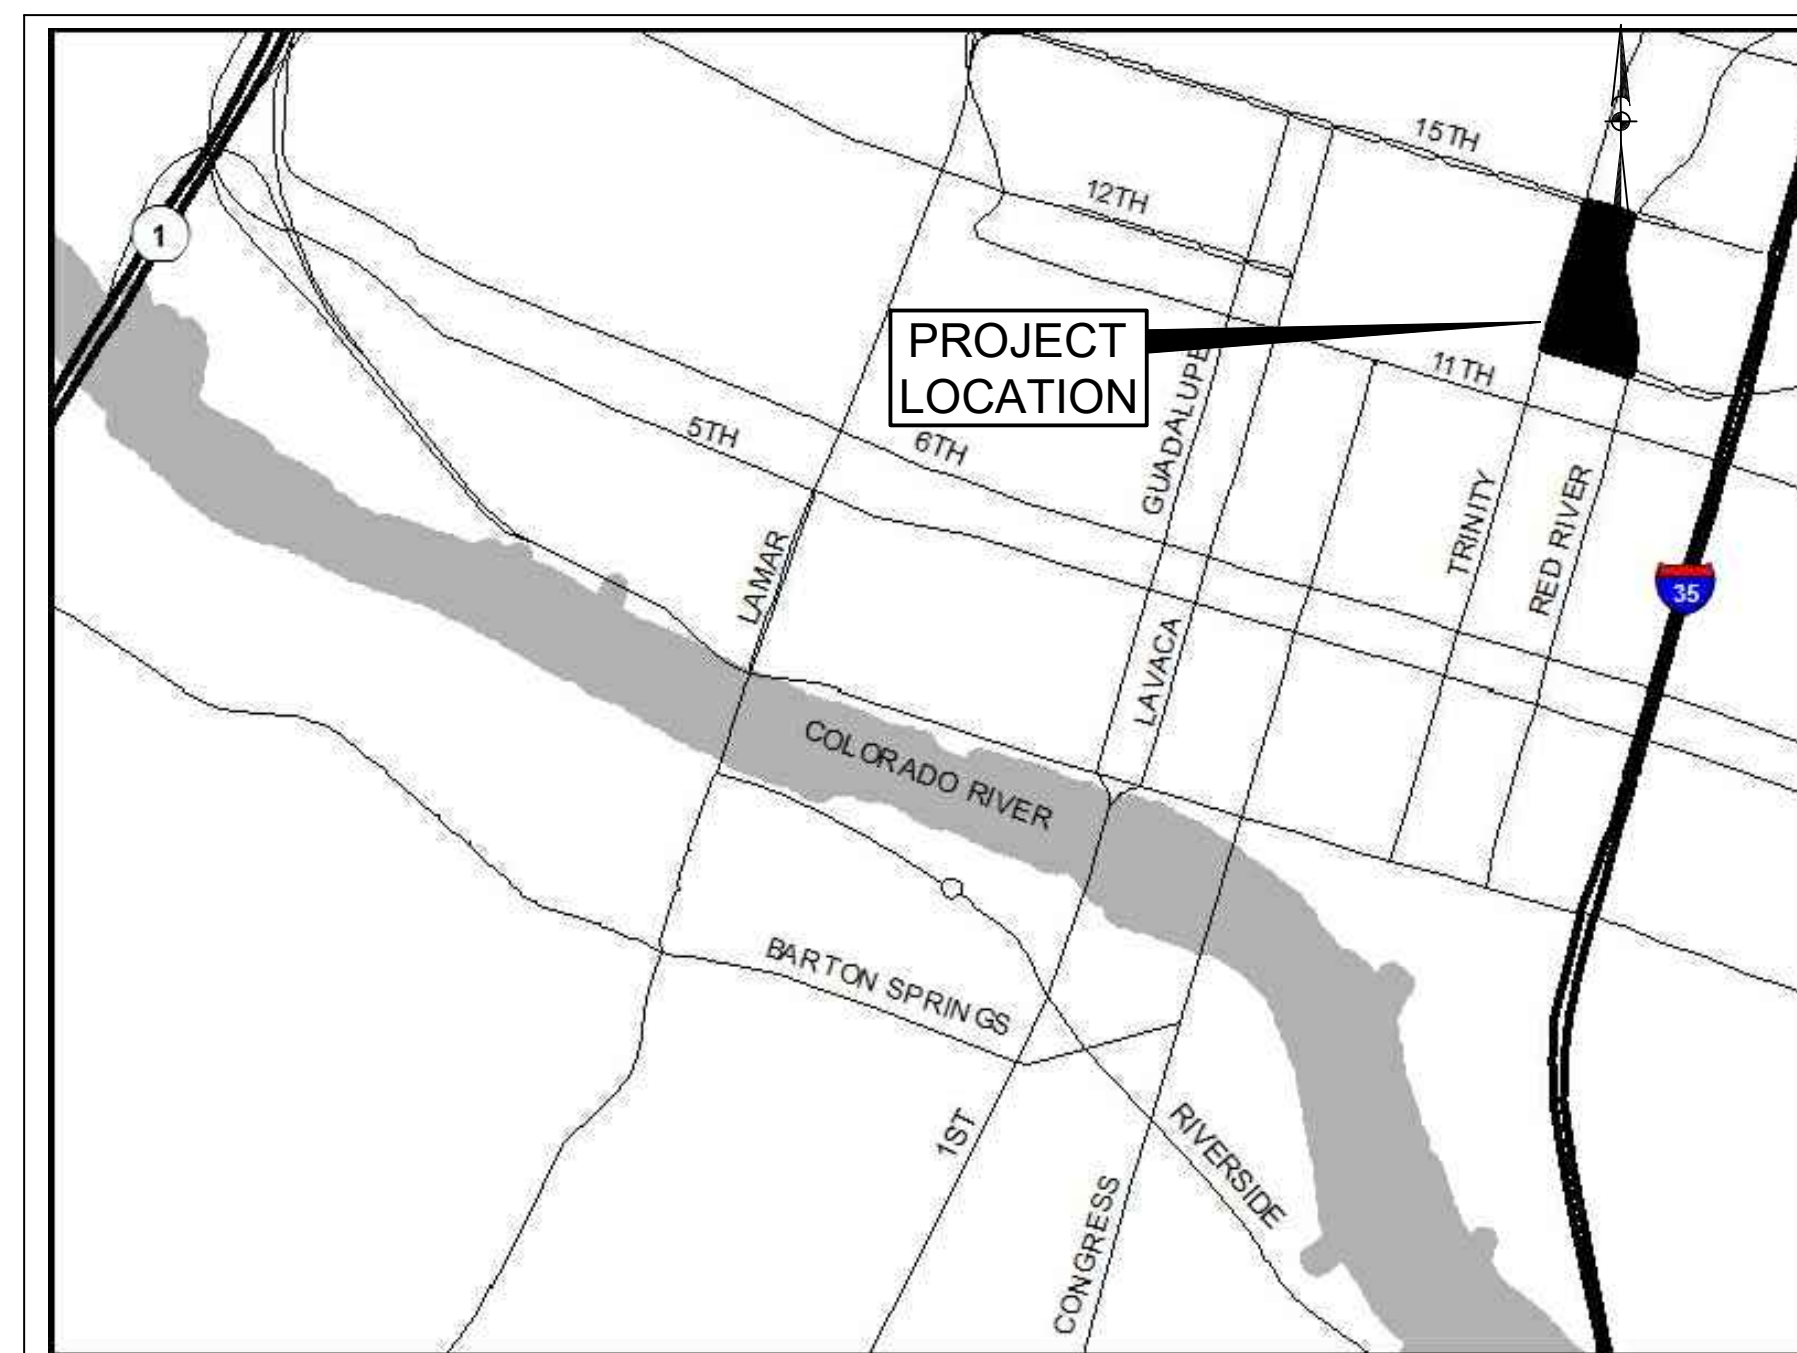 15TH
12TH
1
PROJECT
LOCATION
GUADALUPE
11TH
5TH
6TH
TRINITY
RED RIVER
LAMAR
35
LAVACA
COLORADO RIVER
BARTON SPRINGS
1ST
RIVERSIDE
CONGRESS